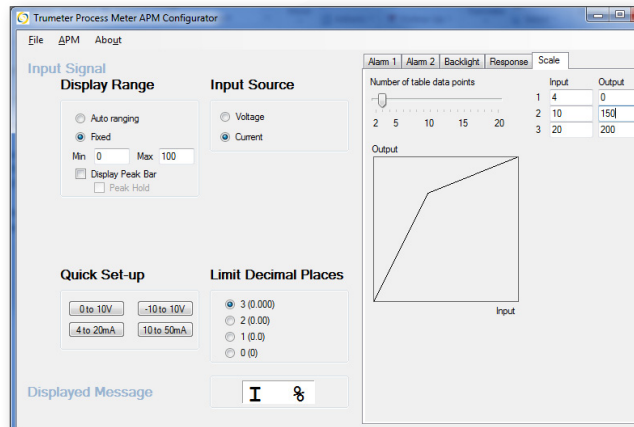 Trumeter Process Meter APM Configurator
File APM About
Input Signal
Display Range
Auto ranging
Fixed
Min 0 Max 100
Display Peak Bar
Peak Hold
Input Source
Voltage
Current
Quick Set-up
0 to 10V -10 to 10V
4 to 20mA 10 to 50mA
Limit Decimal Places
3 (0.000)
2 (0.00)
1 (0.0)
0 (0)
Displayed Message
I %
Alarm 1 Alarm 2 Backlight Response Scale
Number of table data points
2 5 10 15 20
Input Output
1 4 0
2 10 150
3 20 200
Output
Input